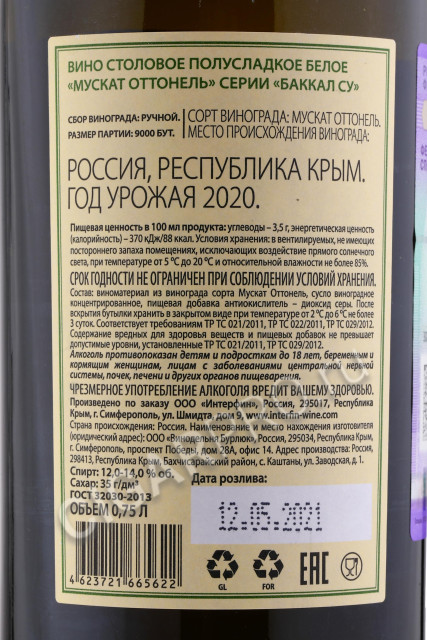 ВИНО СТОЛОВОЕ ПОЛУСЛАДКОЕ БЕЛОЕ
«МУСКАТ ОТТОНЕЛЬ» СЕРИИ «БАККАЛ СУ»
СБОР ВИНОГРАДА: РУЧНОЙ.
РАЗМЕР ПАРТИИ: 9000 БУТ.
СОРТ ВИНОГРАДА: МУСКАТ ОТТОНЕЛЬ.
МЕСТО ПРОИСХОЖДЕНИЯ ВИНОГРАДА:
РОССИЯ, РЕСПУБЛИКА КРЫМ.
ГОД УРОЖАЯ 2020.
Пищевая ценность в 100 мл продукта: углеводы – 3,5 г, энергетическая ценность
(калорийность) – 370 кДж/88 ккал. Условия хранения: в вентилируемых, не имеющих
постороннего запаха помещениях, исключающих воздействие прямого солнечного
света, при температуре от 5 °С до 20 °С и относительной влажности не более 85%.
СРОК ГОДНОСТИ НЕ ОГРАНИЧЕН ПРИ СОБЛЮДЕНИИ УСЛОВИЙ ХРАНЕНИЯ.
Состав: виноматериал из винограда сорта Мускат Оттонель, сусло виноградное
концентрированное, пищевая добавка антиокислитель – диоксид серы. После
вскрытия бутылки хранить в закрытом виде при температуре от 2 °С до 6 °С не более
3 суток. Соответствует требованиям ТР ТС 021/2011, ТР ТС 022/2011, ТР ТС 029/2012.
Содержание вредных для здоровья веществ и пищевых добавок не превышает
допустимые уровни, установленные ТР ТС 021/2011, ТР ТС 029/2012.
Алкоголь противопоказан детям и подросткам до 18 лет, беременным и
кормящим женщинам, лицам с заболеваниями центральной нервной
системы, почек, печени и других органов пищеварения.
ЧРЕЗМЕРНОЕ УПОТРЕБЛЕНИЕ АЛКОГОЛЯ ВРЕДИТ ВАШЕМУ ЗДОРОВЬЮ.
Произведено по заказу ООО «Интерфин», Россия, 295017, Республика
Крым, г. Симферополь, ул. Шмидта, дом 9, www.interfin-wine.com.
Страна происхождения: Россия. Наименование и место нахождения изготовителя
(юридический адрес): ООО «Винодельня Бурлюк», Россия, 295034, Республика Крым,
г. Симферополь, проспект Победы, дом 28А, офис 14. Адрес производства: Россия,
298413, Республика Крым, Бахчисарайский район, с. Каштаны, ул. Заводская, 1.
Спирт: 12,0-14,0 % об.
Сахар: 35 г/дм³
ГОСТ 32030-2013
ОБЪЕМ 0,75 Л
Дата розлива:
12.05.2021
4623721665622
GL
FOR
EAC